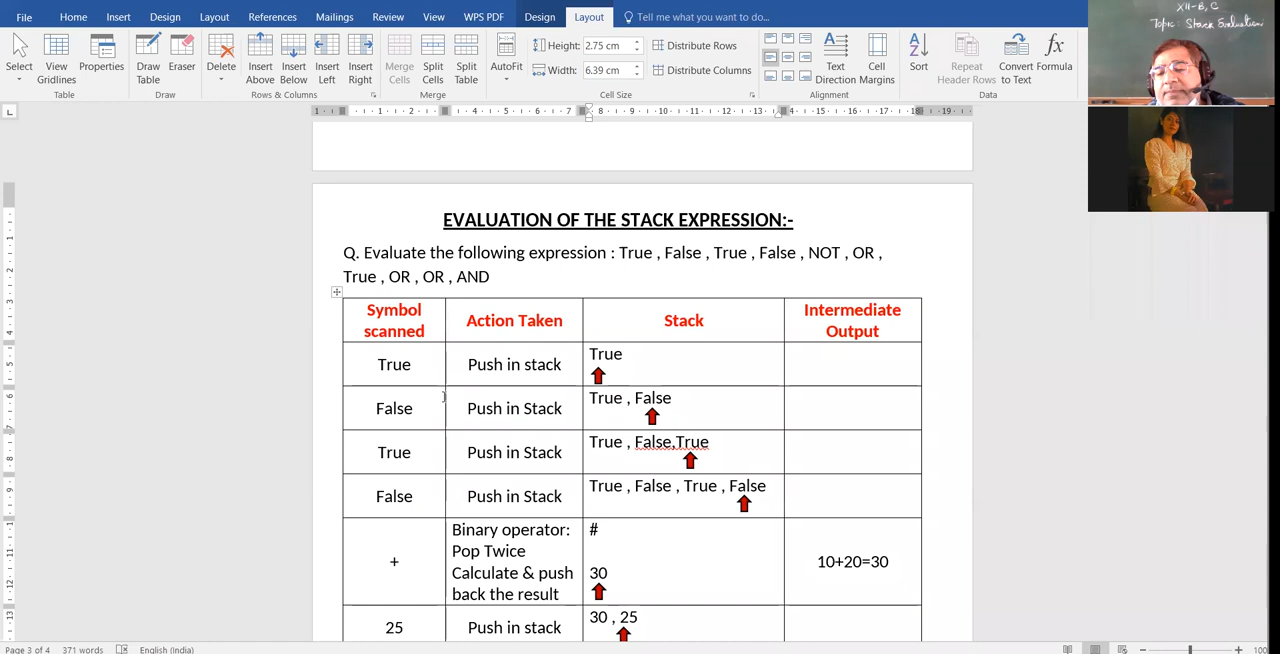 File Home Insert Design Layout References Mailings Review View WPS PDF Design Layout Tell me what you want to do...
Select View Gridlines Properties Draw Table Eraser Delete Insert Above Insert Below Insert Left Insert Right Merge Cells Split Cells Split Table AutoFit Height: 2.75 cm Distribute Rows Text Direction Cell Margins Sort Repeat Header Rows Convert to Text Formula
Width: 6.39 cm Distribute Columns
Table Draw Rows & Columns Merge Cell Size Alignment Data
XII-B, C
Topic: Stack Evaluation
EVALUATION OF THE STACK EXPRESSION:-
Q. Evaluate the following expression : True , False , True , False , NOT , OR ,
True , OR , OR , AND
Symbol scanned Action Taken Stack Intermediate Output
True Push in stack True
False Push in Stack True , False
True Push in Stack True , False,True
False Push in Stack True , False , True , False
Binary operator: #
Pop Twice
+ 10+20=30
Calculate & push 30
back the result
25 Push in stack 30 , 25
Page 3 of 4 371 words English (India) 100